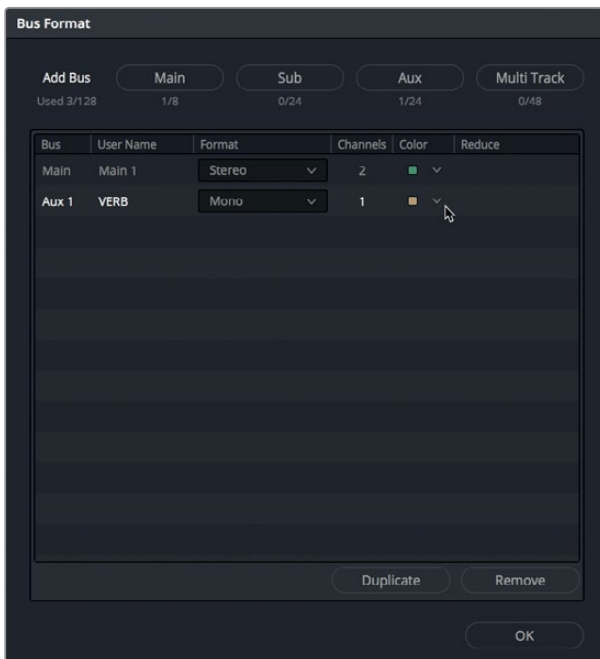 Bus Format
Add Bus Main Sub Aux Multi Track
Used 3/128 1/8 0/24 1/24 0/48
Bus User Name Format Channels Color Reduce
Main Main 1 Stereo 2
Aux 1 VERB Mono 1
Duplicate Remove
OK